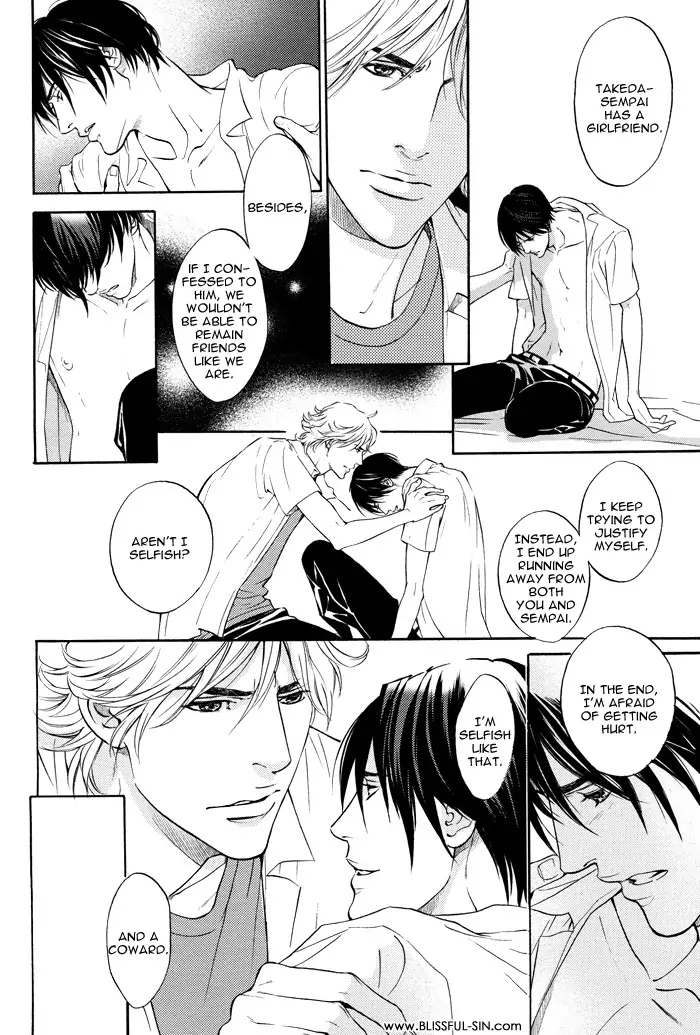 TAKEDA-
SEMPAI
HAS A
GIRLFRIEND.
BESIDES,
IF I CON-
FESSED TO
HIM, WE
WOULDN'T
BE ABLE TO
REMAIN
FRIENDS
LIKE WE
ARE.
I KEEP
TRYING TO
JUSTIFY
MYSELF.
INSTEAD,
I END UP
RUNNING
AWAY FROM
BOTH
YOU AND
SEMPAI.
AREN'T I
SELFISH?
IN THE END,
I'M AFRAID
OF GETTING
HURT.
I'M
SELFISH
LIKE
THAT.
AND A
COWARD.
www.BLISSFUL-SIN.com